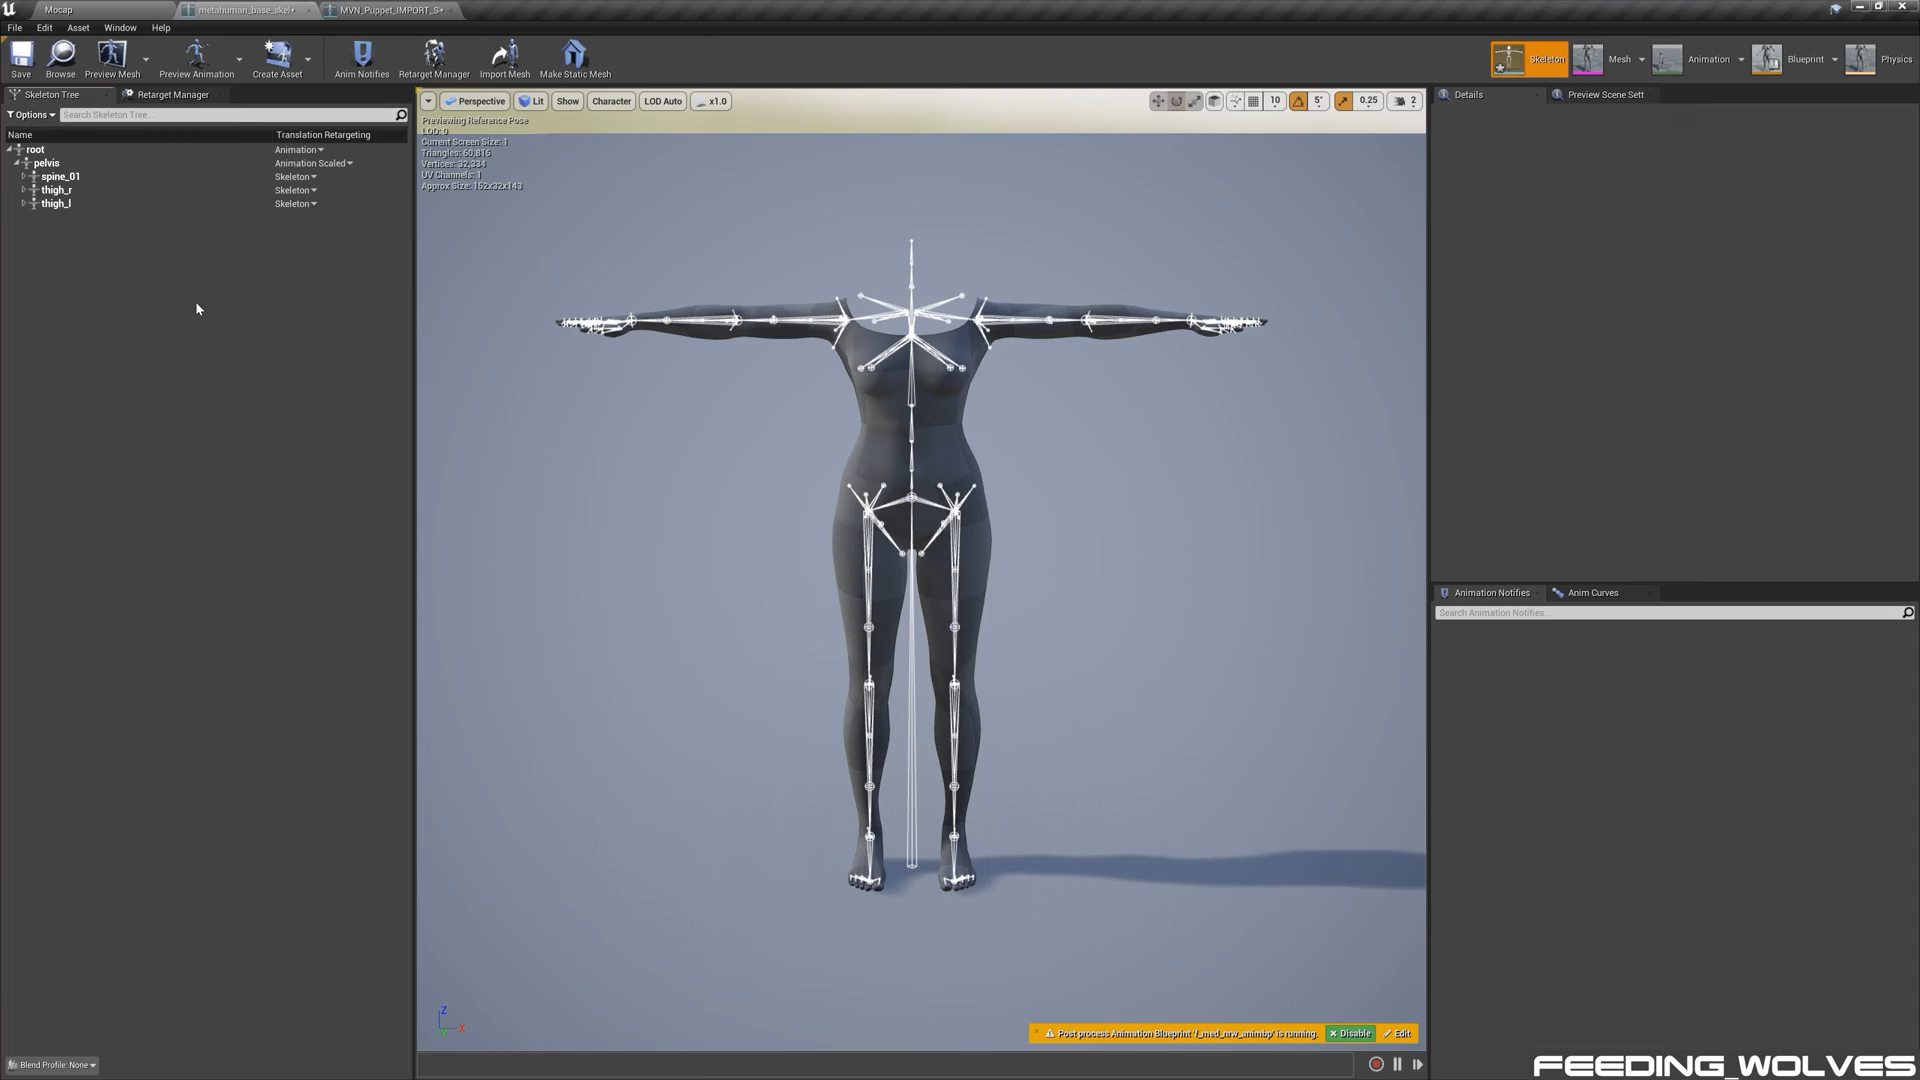 Mocap
metahuman_base_skel*
MVN_Puppet_IMPORT_S*
File Edit Asset Window Help
Save
Browse
Preview Mesh
Preview Animation
Create Asset
Anim Notifies
Retarget Manager
Import Mesh
Make Static Mesh
Skeleton
Mesh
Animation
Blueprint
Physics
Skeleton Tree
Retarget Manager
Options
Search Skeleton Tree...
Name Translation Retargeting
root Animation
pelvis Animation Scaled
spine_01 Skeleton
thigh_r Skeleton
thigh_l Skeleton
Perspective
Lit
Show
Character
LOD Auto
x1.0
10
5°
0.25
2
Previewing Reference Pose
LOD: 0
Current Screen Size: 1
Triangles: 60,816
Vertices: 32,334
UV Channels: 1
Approx Size: 152x32x143
Details
Preview Scene Sett
Animation Notifies
Anim Curves
Search Animation Notifies...
Z
X
Y
Post process Animation Blueprint 'f_med_nrw_animbp' is running.
Disable
Edit
Blend Profile: None
FEEDING_WOLVES